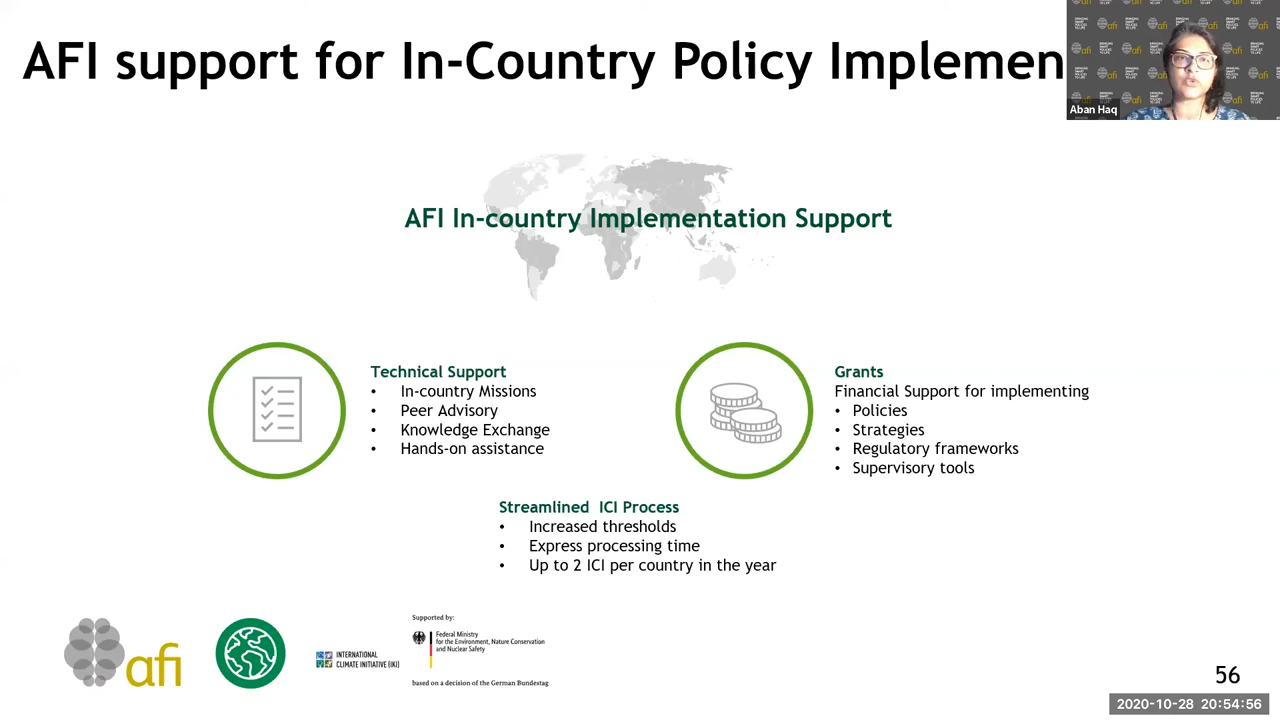 AFI support for In-Country Policy Implemen
Aban Haq
AFI In-country Implementation Support
Technical Support
• In-country Missions
• Peer Advisory
• Knowledge Exchange
• Hands-on assistance
Grants
Financial Support for implementing
• Policies
• Strategies
• Regulatory frameworks
• Supervisory tools
Streamlined ICI Process
• Increased thresholds
• Express processing time
• Up to 2 ICI per country in the year
afi
INTERNATIONAL
CLIMATE INITIATIVE (IKI)
Supported by:
Federal Ministry
for the Environment, Nature Conservation
and Nuclear Safety
based on a decision of the German Bundestag
56
2020-10-28 20:54:56